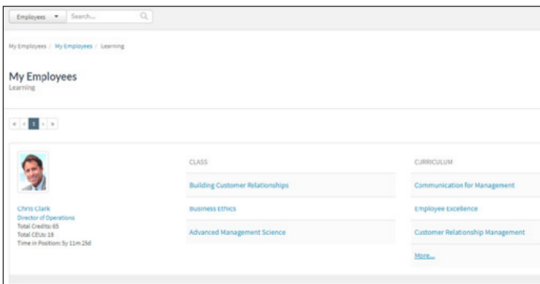 Employees ▼ Search...
My Employees / My Employees / Learning
My Employees
Learning
« ‹ 1 › »
CLASS
Building Customer Relationships
Business Ethics
Advanced Management Science
CURRICULUM
Communication for Management
Employee Excellence
Customer Relationship Management
More...
Chris Clark
Director of Operations
Total Credits: 65
Total CEUs: 18
Time in Position: 5y 11m 25d